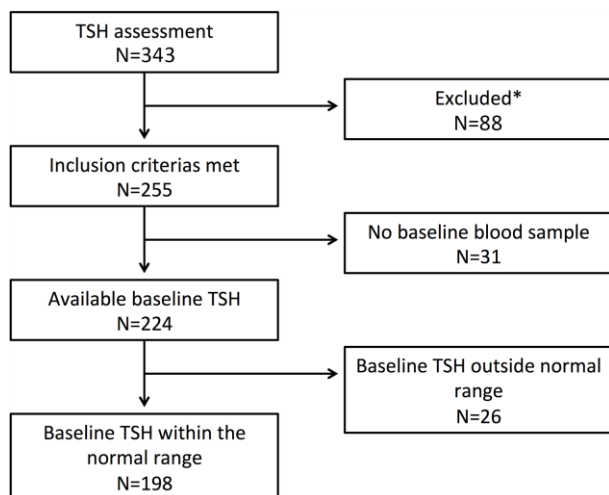 TSH assessment
N=343
Excluded*
N=88
Inclusion criterias met
N=255
No baseline blood sample
N=31
Available baseline TSH
N=224
Baseline TSH outside normal
range
N=26
Baseline TSH within the
normal range
N=198